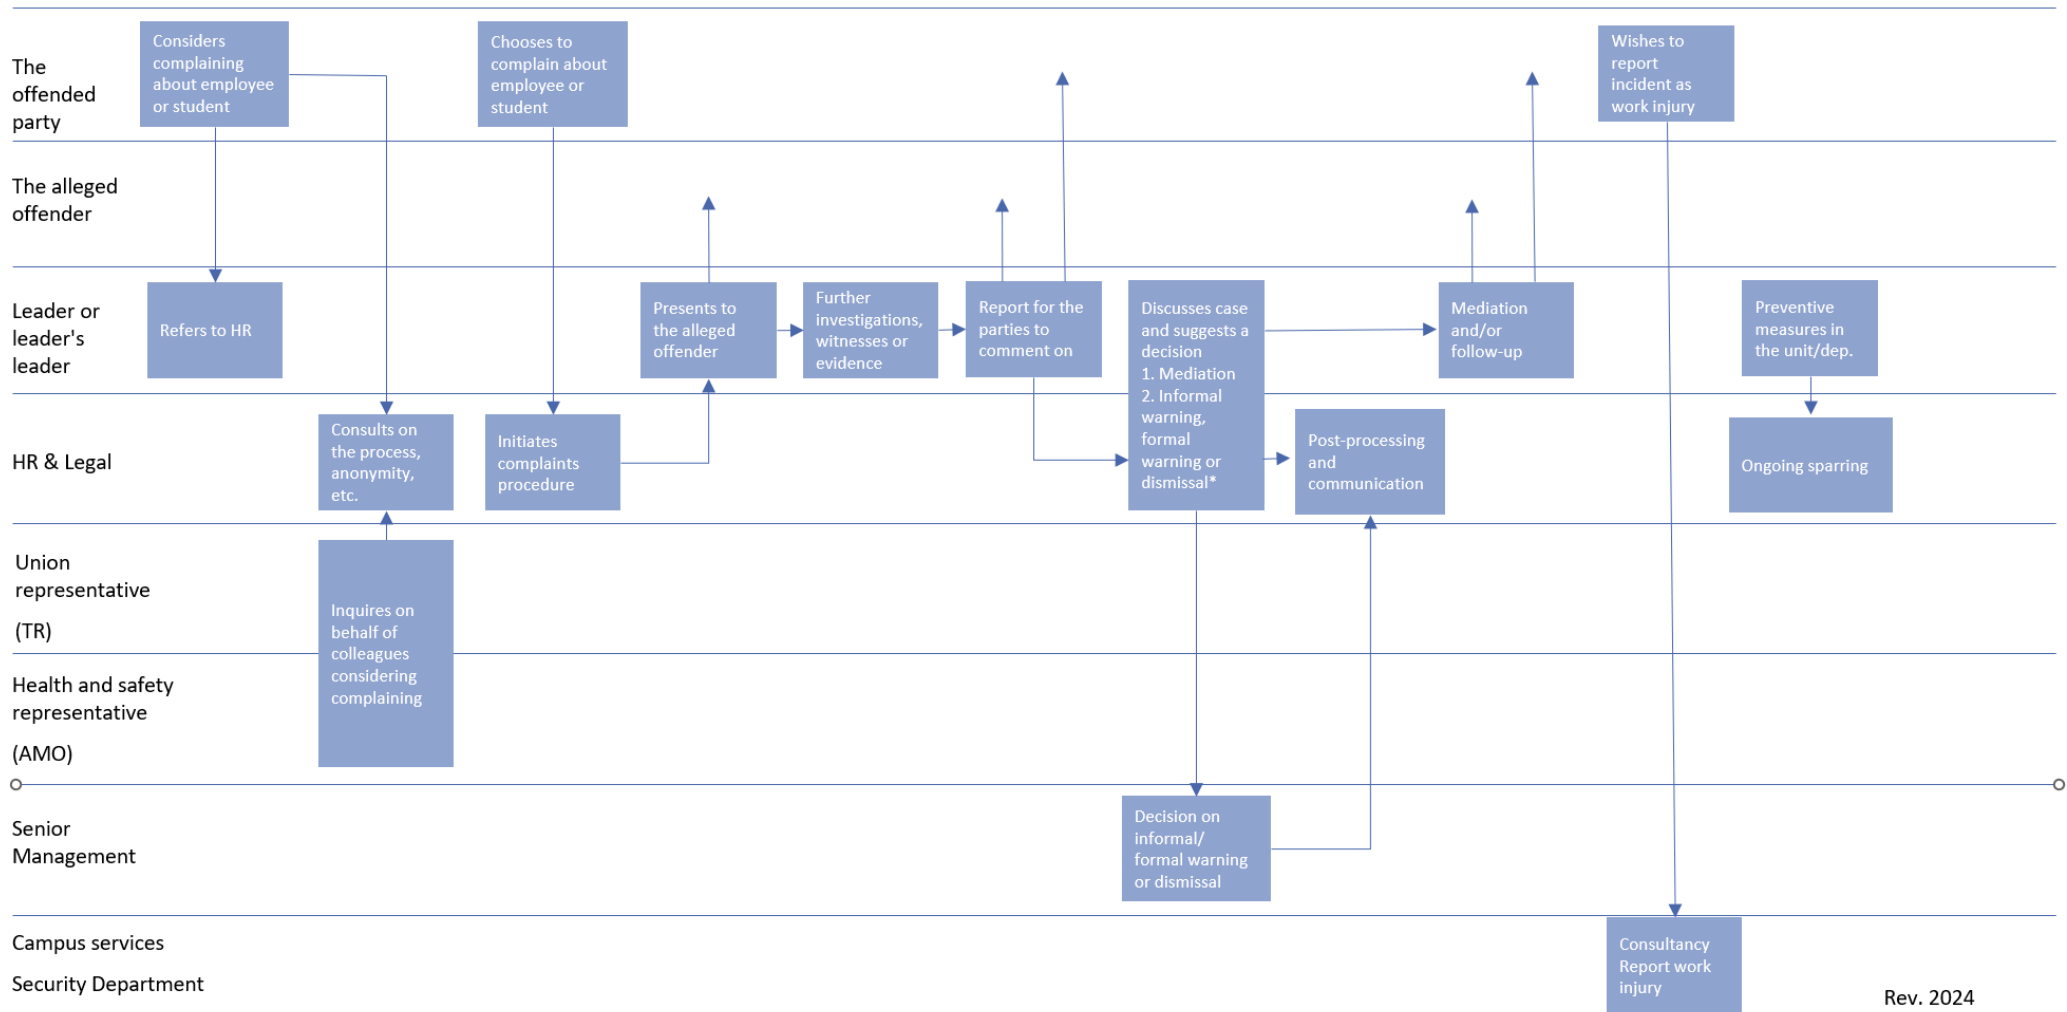 The
offended
party
Considers
complaining
about employee
or student
Chooses to
complain about
employee or
student
Wishes to
report
incident as
work injury
The alleged
offender
Leader or
leader's
leader
Refers to HR
Presents to
the alleged
offender
Further
investigations,
witnesses or
evidence
Report for the
parties to
comment on
Discusses case
and suggests a
decision
1. Mediation
2. Informal
warning,
formal
warning or
dismissal*
Mediation
and/or
follow-up
Preventive
measures in
the unit/dep.
HR & Legal
Consults on
the process,
anonymity,
etc.
Initiates
complaints
procedure
Post-processing
and
communication
Ongoing sparring
Union
representative
(TR)
Inquires on
behalf of
colleagues
considering
complaining
Health and safety
representative
(AMO)
Senior
Management
Decision on
informal/
formal warning
or dismissal
Campus services
Security Department
Consultancy
Report work
injury
Rev. 2024